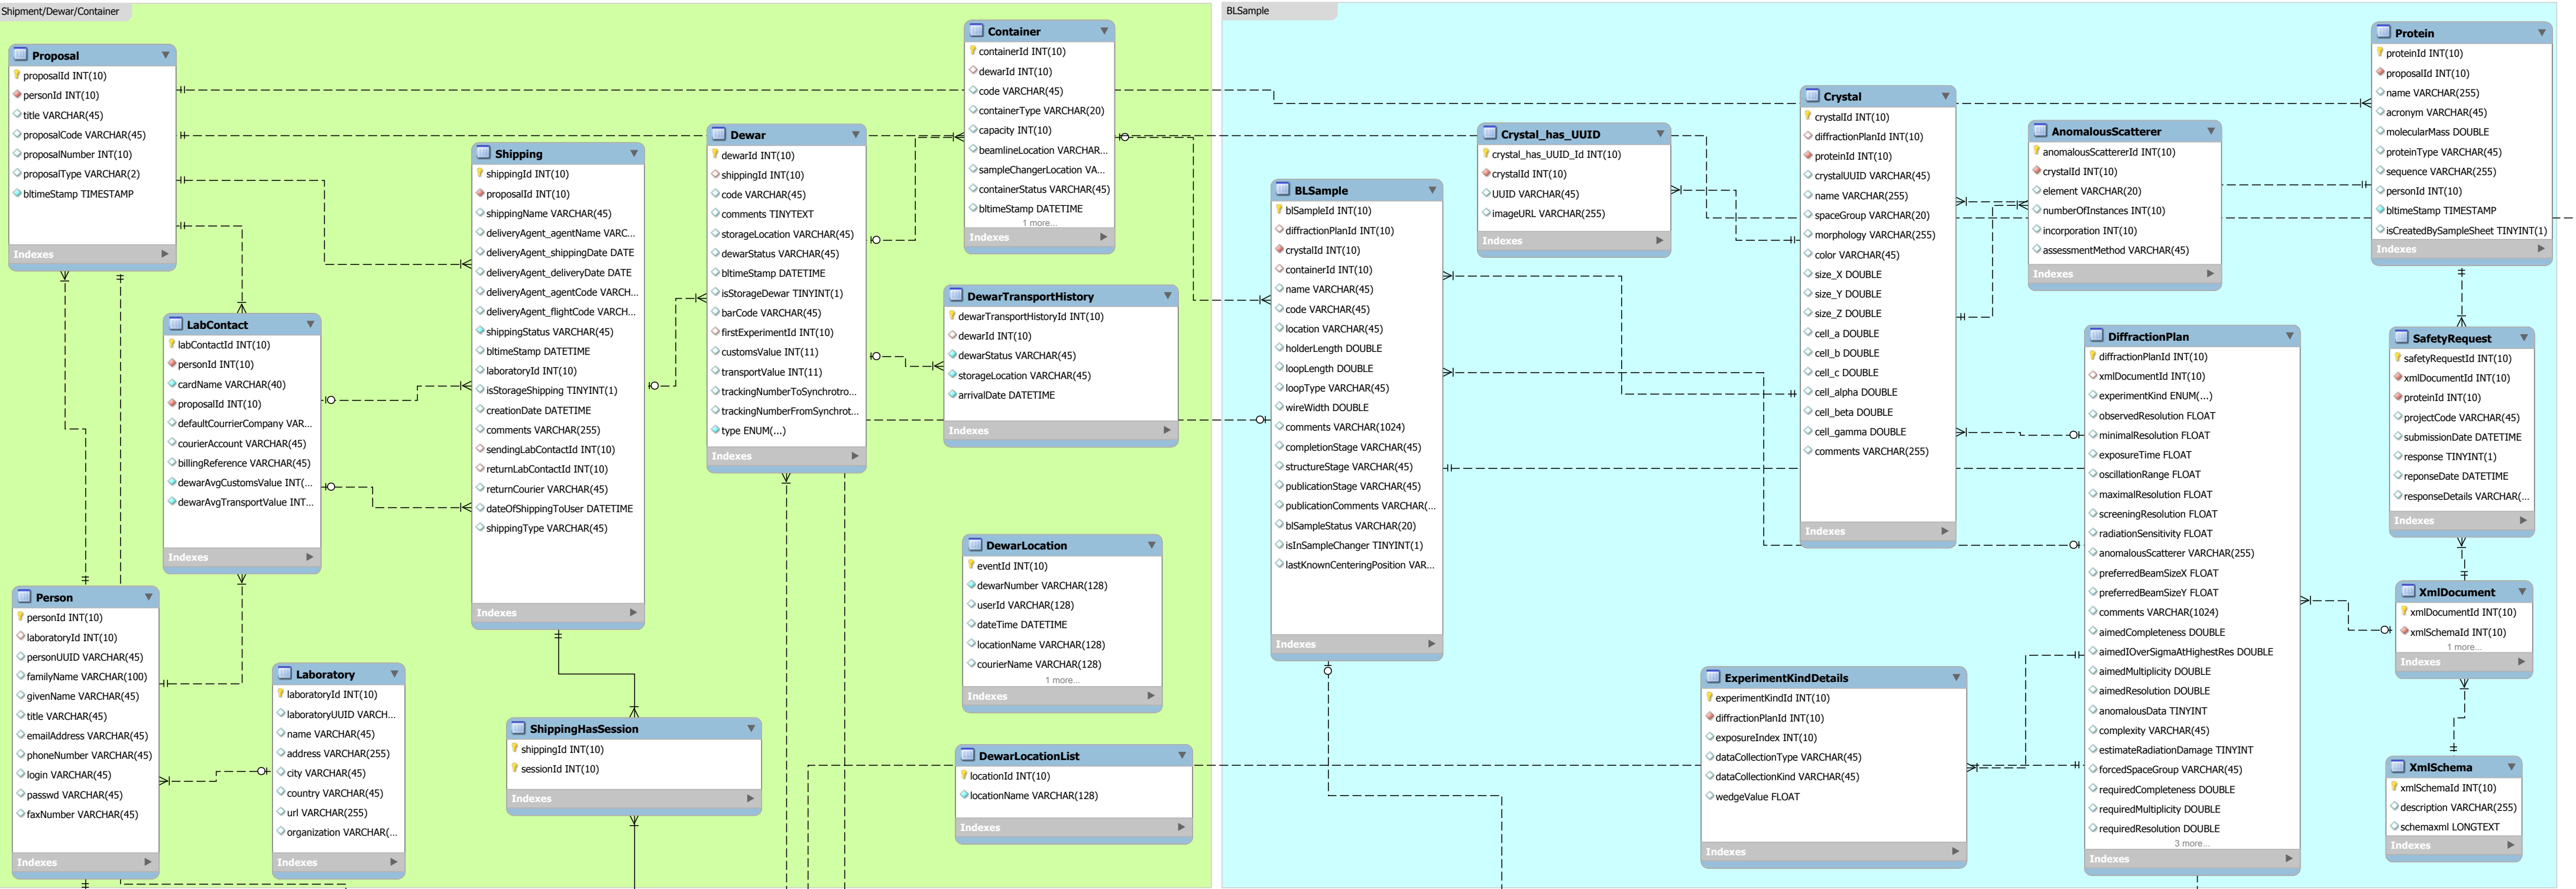 Shipment/Dewar/Container
Proposal
proposalId INT(10)
personId INT(10)
title VARCHAR(45)
proposalCode VARCHAR(45)
proposalNumber INT(10)
proposalType VARCHAR(2)
bltimeStamp TIMESTAMP
Indexes
LabContact
labContactId INT(10)
personId INT(10)
cardName VARCHAR(40)
proposalId INT(10)
defaultCourrierCompany VAR...
courierAccount VARCHAR(45)
billingReference VARCHAR(45)
dewarAvgCustomsValue INT(...
dewarAvgTransportValue INT...
Indexes
Person
personId INT(10)
laboratoryId INT(10)
personUUID VARCHAR(45)
familyName VARCHAR(100)
givenName VARCHAR(45)
title VARCHAR(45)
emailAddress VARCHAR(45)
phoneNumber VARCHAR(45)
login VARCHAR(45)
passwd VARCHAR(45)
faxNumber VARCHAR(45)
Indexes
Laboratory
laboratoryId INT(10)
laboratoryUUID VARCH...
name VARCHAR(45)
address VARCHAR(255)
city VARCHAR(45)
country VARCHAR(45)
url VARCHAR(255)
organization VARCHAR(...
Indexes
Shipping
shippingId INT(10)
proposalId INT(10)
shippingName VARCHAR(45)
deliveryAgent_agentName VARC...
deliveryAgent_shippingDate DATE
deliveryAgent_deliveryDate DATE
deliveryAgent_agentCode VARCH...
deliveryAgent_flightCode VARCH...
shippingStatus VARCHAR(45)
bltimeStamp DATETIME
laboratoryId INT(10)
isStorageShipping TINYINT(1)
creationDate DATETIME
comments VARCHAR(255)
sendingLabContactId INT(10)
returnLabContactId INT(10)
returnCourier VARCHAR(45)
dateOfShippingToUser DATETIME
shippingType VARCHAR(45)
Indexes
ShippingHasSession
shippingId INT(10)
sessionId INT(10)
Indexes
Dewar
dewarId INT(10)
shippingId INT(10)
code VARCHAR(45)
comments TINYTEXT
storageLocation VARCHAR(45)
dewarStatus VARCHAR(45)
bltimeStamp DATETIME
isStorageDewar TINYINT(1)
barCode VARCHAR(45)
firstExperimentId INT(10)
customsValue INT(11)
transportValue INT(11)
trackingNumberToSynchrotro...
trackingNumberFromSynchrot...
type ENUM(...)
Indexes
Container
containerId INT(10)
dewarId INT(10)
code VARCHAR(45)
containerType VARCHAR(20)
capacity INT(10)
beamlineLocation VARCHAR...
sampleChangerLocation VA...
containerStatus VARCHAR(45)
bltimeStamp DATETIME
1 more...
Indexes
DewarTransportHistory
dewarTransportHistoryId INT(10)
dewarId INT(10)
dewarStatus VARCHAR(45)
storageLocation VARCHAR(45)
arrivalDate DATETIME
Indexes
DewarLocation
eventId INT(10)
dewarNumber VARCHAR(128)
userId VARCHAR(128)
dateTime DATETIME
locationName VARCHAR(128)
courierName VARCHAR(128)
1 more...
Indexes
DewarLocationList
locationId INT(10)
locationName VARCHAR(128)
Indexes
BLSample
BLSample
blSampleId INT(10)
diffractionPlanId INT(10)
crystalId INT(10)
containerId INT(10)
name VARCHAR(45)
code VARCHAR(45)
location VARCHAR(45)
holderLength DOUBLE
loopLength DOUBLE
loopType VARCHAR(45)
wireWidth DOUBLE
comments VARCHAR(1024)
completionStage VARCHAR(45)
structureStage VARCHAR(45)
publicationStage VARCHAR(45)
publicationComments VARCHAR(...
blSampleStatus VARCHAR(20)
isInSampleChanger TINYINT(1)
lastKnownCenteringPosition VAR...
Indexes
Crystal_has_UUID
crystal_has_UUID_Id INT(10)
crystalId INT(10)
UUID VARCHAR(45)
imageURL VARCHAR(255)
Indexes
Crystal
crystalId INT(10)
diffractionPlanId INT(10)
proteinId INT(10)
crystalUUID VARCHAR(45)
name VARCHAR(255)
spaceGroup VARCHAR(20)
morphology VARCHAR(255)
color VARCHAR(45)
size_X DOUBLE
size_Y DOUBLE
size_Z DOUBLE
cell_a DOUBLE
cell_b DOUBLE
cell_c DOUBLE
cell_alpha DOUBLE
cell_beta DOUBLE
cell_gamma DOUBLE
comments VARCHAR(255)
Indexes
ExperimentKindDetails
experimentKindId INT(10)
diffractionPlanId INT(10)
exposureIndex INT(10)
dataCollectionType VARCHAR(45)
dataCollectionKind VARCHAR(45)
wedgeValue FLOAT
Indexes
AnomalousScatterer
anomalousScattererId INT(10)
crystalId INT(10)
element VARCHAR(20)
numberOfInstances INT(10)
incorporation INT(10)
assessmentMethod VARCHAR(45)
Indexes
DiffractionPlan
diffractionPlanId INT(10)
xmlDocumentId INT(10)
experimentKind ENUM(...)
observedResolution FLOAT
minimalResolution FLOAT
exposureTime FLOAT
oscillationRange FLOAT
maximalResolution FLOAT
screeningResolution FLOAT
radiationSensitivity FLOAT
anomalousScatterer VARCHAR(255)
preferredBeamSizeX FLOAT
preferredBeamSizeY FLOAT
comments VARCHAR(1024)
aimedCompleteness DOUBLE
aimedIOverSigmaAtHighestRes DOUBLE
aimedMultiplicity DOUBLE
aimedResolution DOUBLE
anomalousData TINYINT
complexity VARCHAR(45)
estimateRadiationDamage TINYINT
forcedSpaceGroup VARCHAR(45)
requiredCompleteness DOUBLE
requiredMultiplicity DOUBLE
requiredResolution DOUBLE
3 more...
Indexes
Protein
proteinId INT(10)
proposalId INT(10)
name VARCHAR(255)
acronym VARCHAR(45)
molecularMass DOUBLE
proteinType VARCHAR(45)
sequence VARCHAR(255)
personId INT(10)
bltimeStamp TIMESTAMP
isCreatedBySampleSheet TINYINT(1)
Indexes
SafetyRequest
safetyRequestId INT(10)
xmlDocumentId INT(10)
proteinId INT(10)
projectCode VARCHAR(45)
submissionDate DATETIME
response TINYINT(1)
reponseDate DATETIME
responseDetails VARCHAR(...
Indexes
XmlDocument
xmlDocumentId INT(10)
xmlSchemaId INT(10)
1 more...
Indexes
XmlSchema
xmlSchemaId INT(10)
description VARCHAR(255)
schemaxml LONGTEXT
Indexes